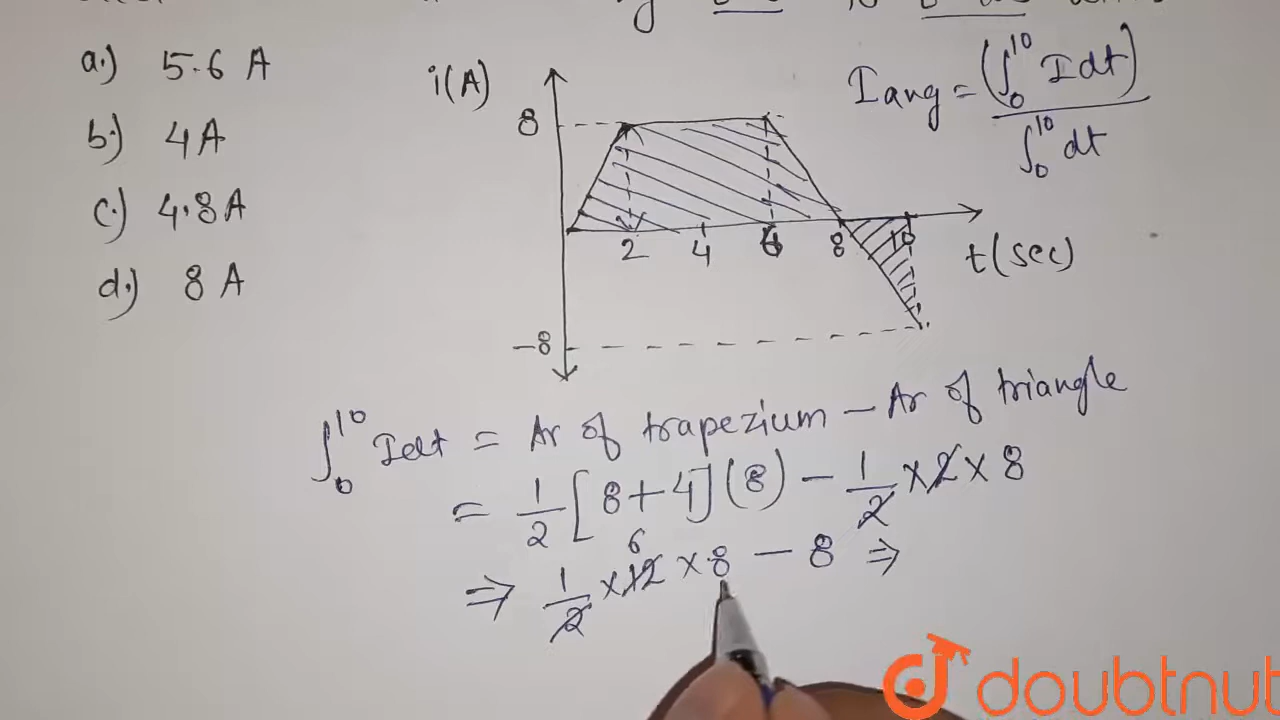 a.) 5.6 A
b.) 4A
c.) 4.8A
d.) 8 A
i(A)
8
2 4 6 8 10
t(sec)
-8
Iavg = (∫₀¹⁰ Idt) / ∫₀¹⁰ dt
∫₀¹⁰ Idt = Ar of trapezium - Ar of triangle
= 1/2 [8+4] (8) - 1/2 × 2 × 8
6
⇒ 1/2 × 12 × 8 - 8 ⇒
doubtnut